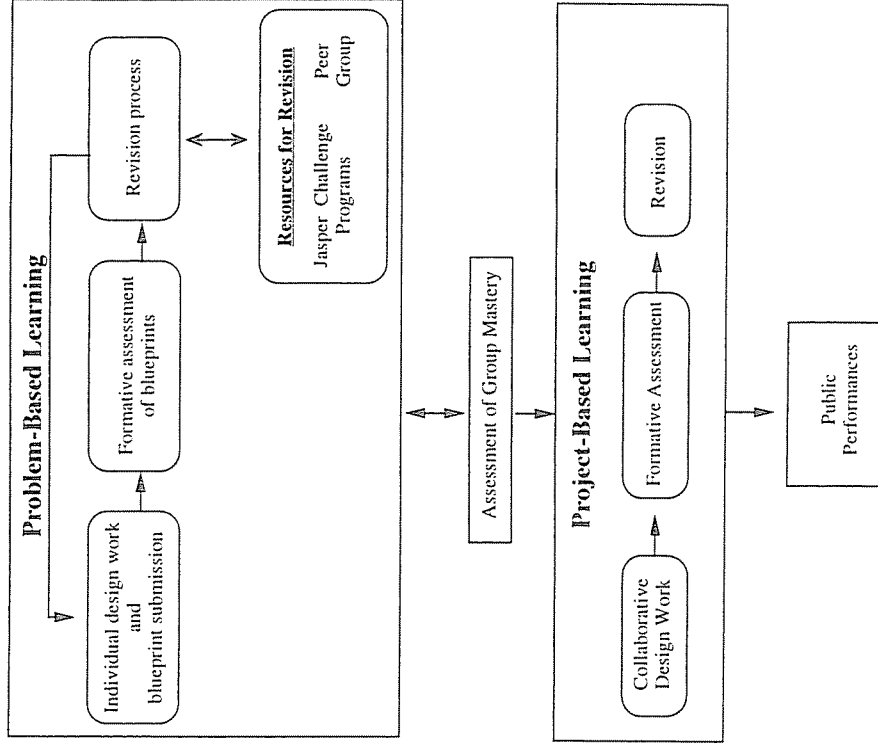 Problem-Based Learning
Individual design work
and
blueprint submission
Formative assessment
of blueprints
Revision process
Resources for Revision
Jasper Challenge
Programs
Peer
Group
Assessment of Group Mastery
Project-Based Learning
Collaborative
Design Work
Formative Assessment
Revision
Public
Performances